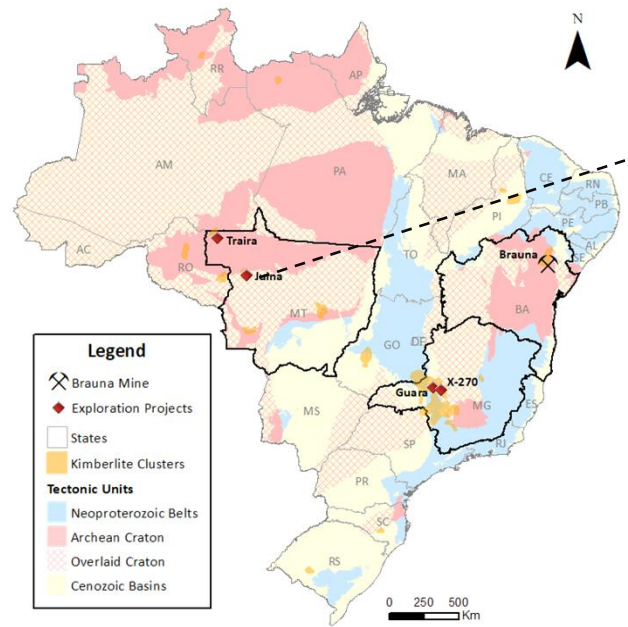 N
RR
AP
AM
PA
MA
CE
RN
PB
PI
PE
AL
SE
AC
Traira
RO
Juina
TO
Brauna
BA
MT
GO
DF
Guara
X-270
MG
ES
MS
SP
RJ
PR
SC
RS
Legend
Brauna Mine
Exploration Projects
States
Kimberlite Clusters
Tectonic Units
Neoproterozoic Belts
Archean Craton
Overlaid Craton
Cenozoic Basins
0 250 500
Km